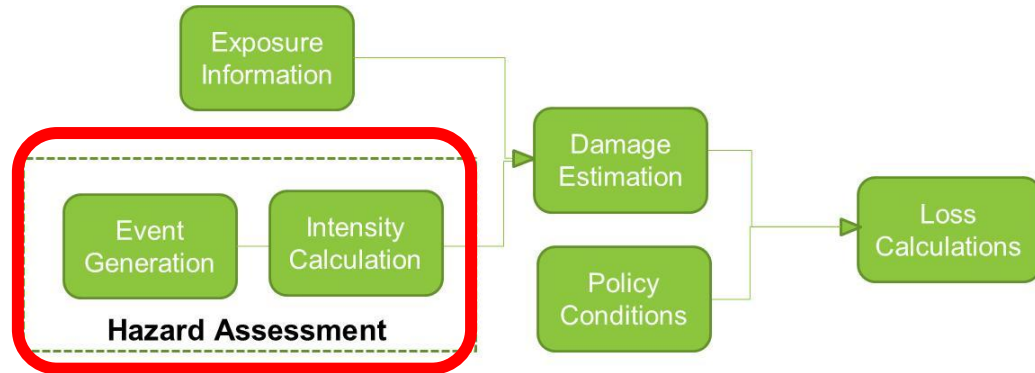 Exposure
Information
Event
Generation
Intensity
Calculation
Hazard Assessment
Damage
Estimation
Policy
Conditions
Loss
Calculations